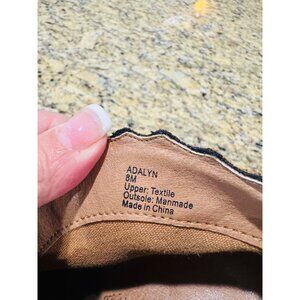 ADALYN
8M
Upper: Textile
Outsole: Manmade
Made in China